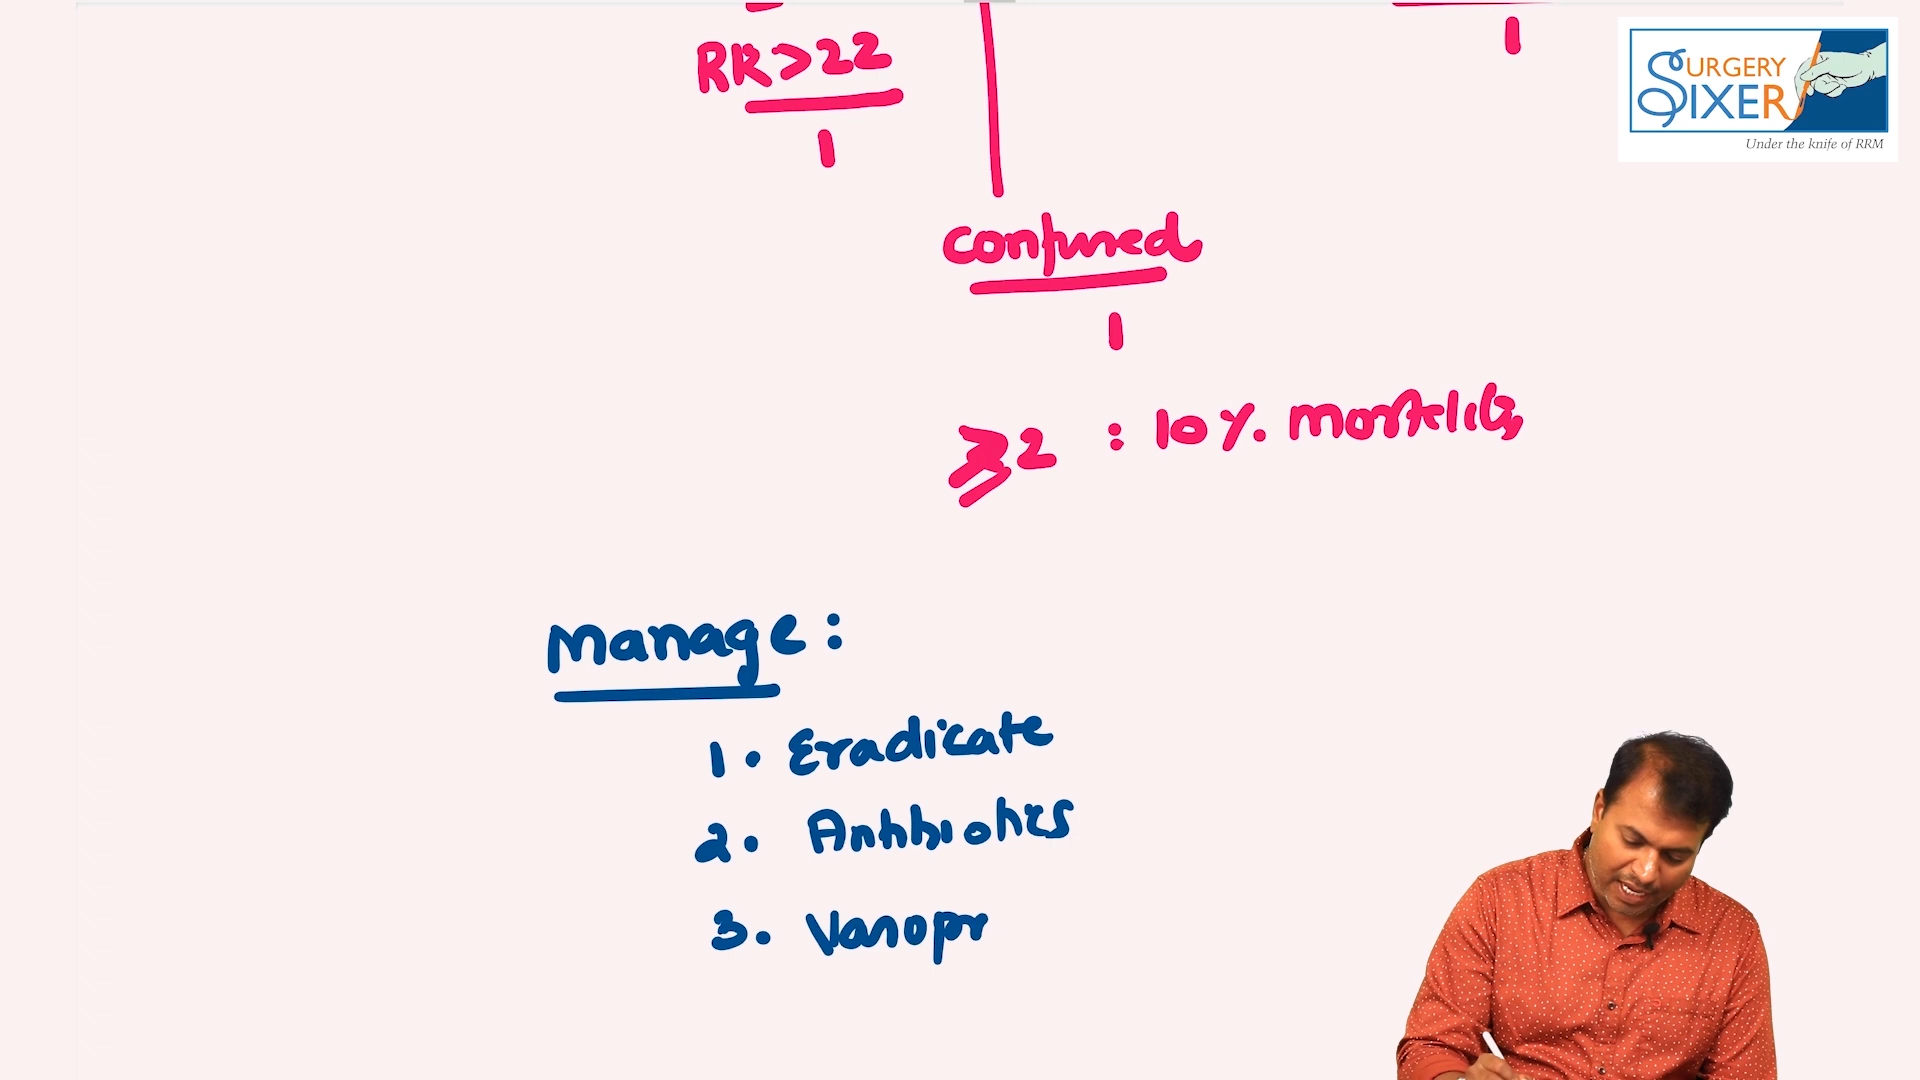 RR>22
1
1
SURGERY
SIXER
Under the knife of RRM
Confused
1
≥2 : 10% mortality
Manage:
1. Eradicate
2. Antibiotics
3. Vasopr